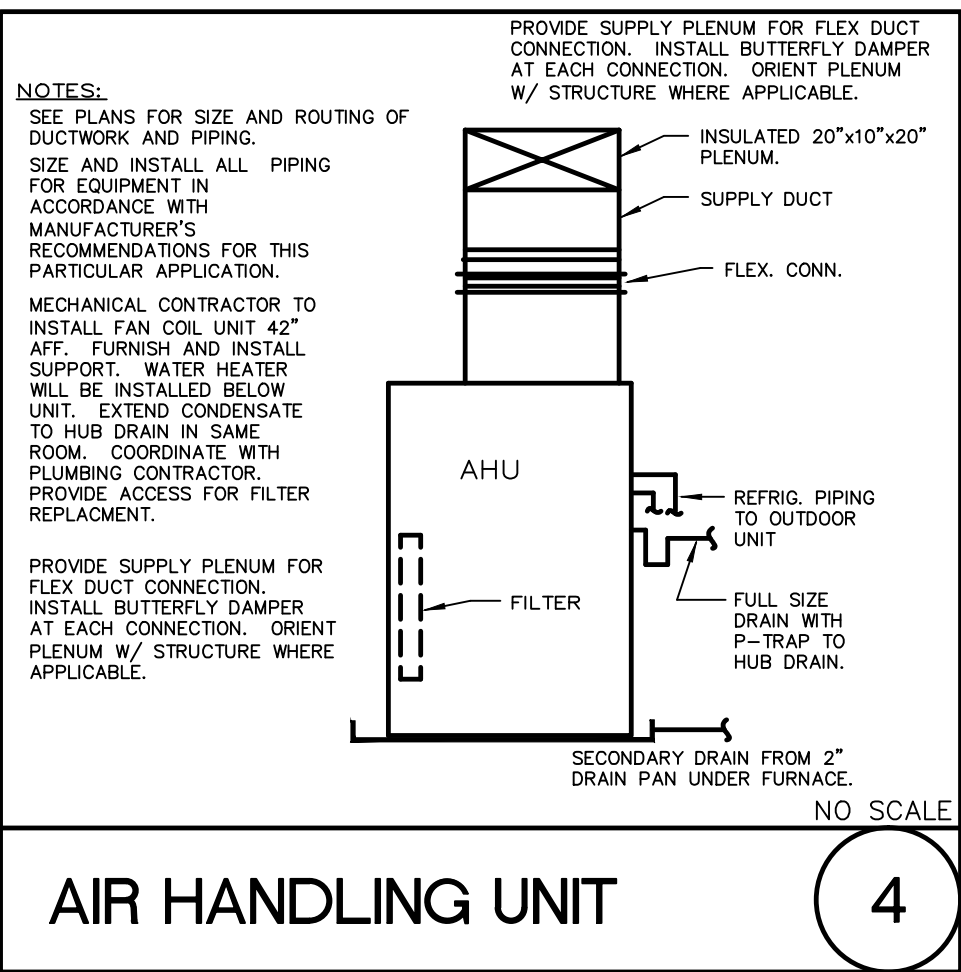 PROVIDE SUPPLY PLENUM FOR FLEX DUCT
CONNECTION. INSTALL BUTTERFLY DAMPER
AT EACH CONNECTION. ORIENT PLENUM
W/ STRUCTURE WHERE APPLICABLE.
NOTES:
SEE PLANS FOR SIZE AND ROUTING OF
DUCTWORK AND PIPING.
SIZE AND INSTALL ALL PIPING
FOR EQUIPMENT IN
ACCORDANCE WITH
MANUFACTURER'S
RECOMMENDATIONS FOR THIS
PARTICULAR APPLICATION.
MECHANICAL CONTRACTOR TO
INSTALL FAN COIL UNIT 42"
AFF. FURNISH AND INSTALL
SUPPORT. WATER HEATER
WILL BE INSTALLED BELOW
UNIT. EXTEND CONDENSATE
TO HUB DRAIN IN SAME
ROOM. COORDINATE WITH
PLUMBING CONTRACTOR.
PROVIDE ACCESS FOR FILTER
REPLACMENT.
PROVIDE SUPPLY PLENUM FOR
FLEX DUCT CONNECTION.
INSTALL BUTTERFLY DAMPER
AT EACH CONNECTION. ORIENT
PLENUM W/ STRUCTURE WHERE
APPLICABLE.
INSULATED 20"x10"x20"
PLENUM.
SUPPLY DUCT
FLEX. CONN.
AHU
REFRIG. PIPING
TO OUTDOOR
UNIT
FILTER
FULL SIZE
DRAIN WITH
P-TRAP TO
HUB DRAIN.
SECONDARY DRAIN FROM 2"
DRAIN PAN UNDER FURNACE.
NO SCALE
AIR HANDLING UNIT
4